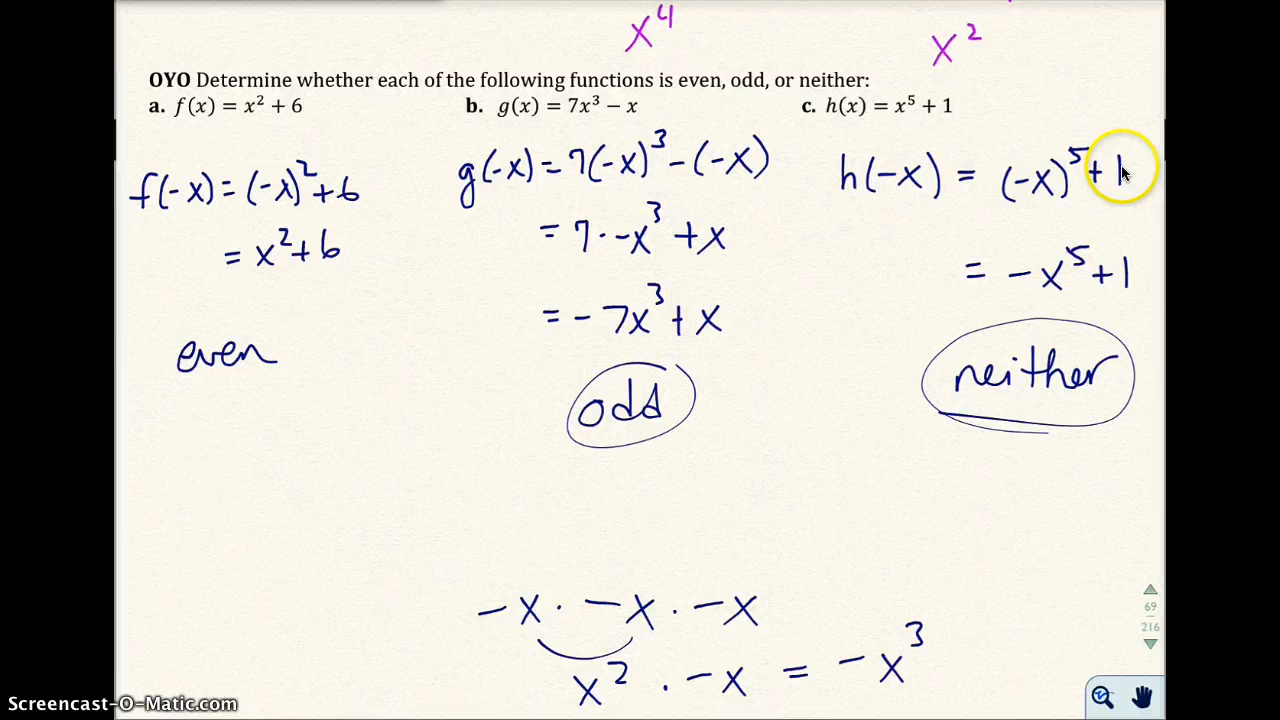 x⁴
x²
OYO Determine whether each of the following functions is even, odd, or neither:
a. f(x) = x² + 6
b. g(x) = 7x³ − x
c. h(x) = x⁵ + 1
f(-x) = (-x)² + 6
= x² + 6
even
g(-x) = 7(-x)³ - (-x)
= 7 · -x³ + x
= - 7x³ + x
odd
h(-x) = (-x)⁵ + 1
= -x⁵ + 1
neither
-x · -x · -x
x² · -x = -x³
69
216
Screencast-O-Matic.com